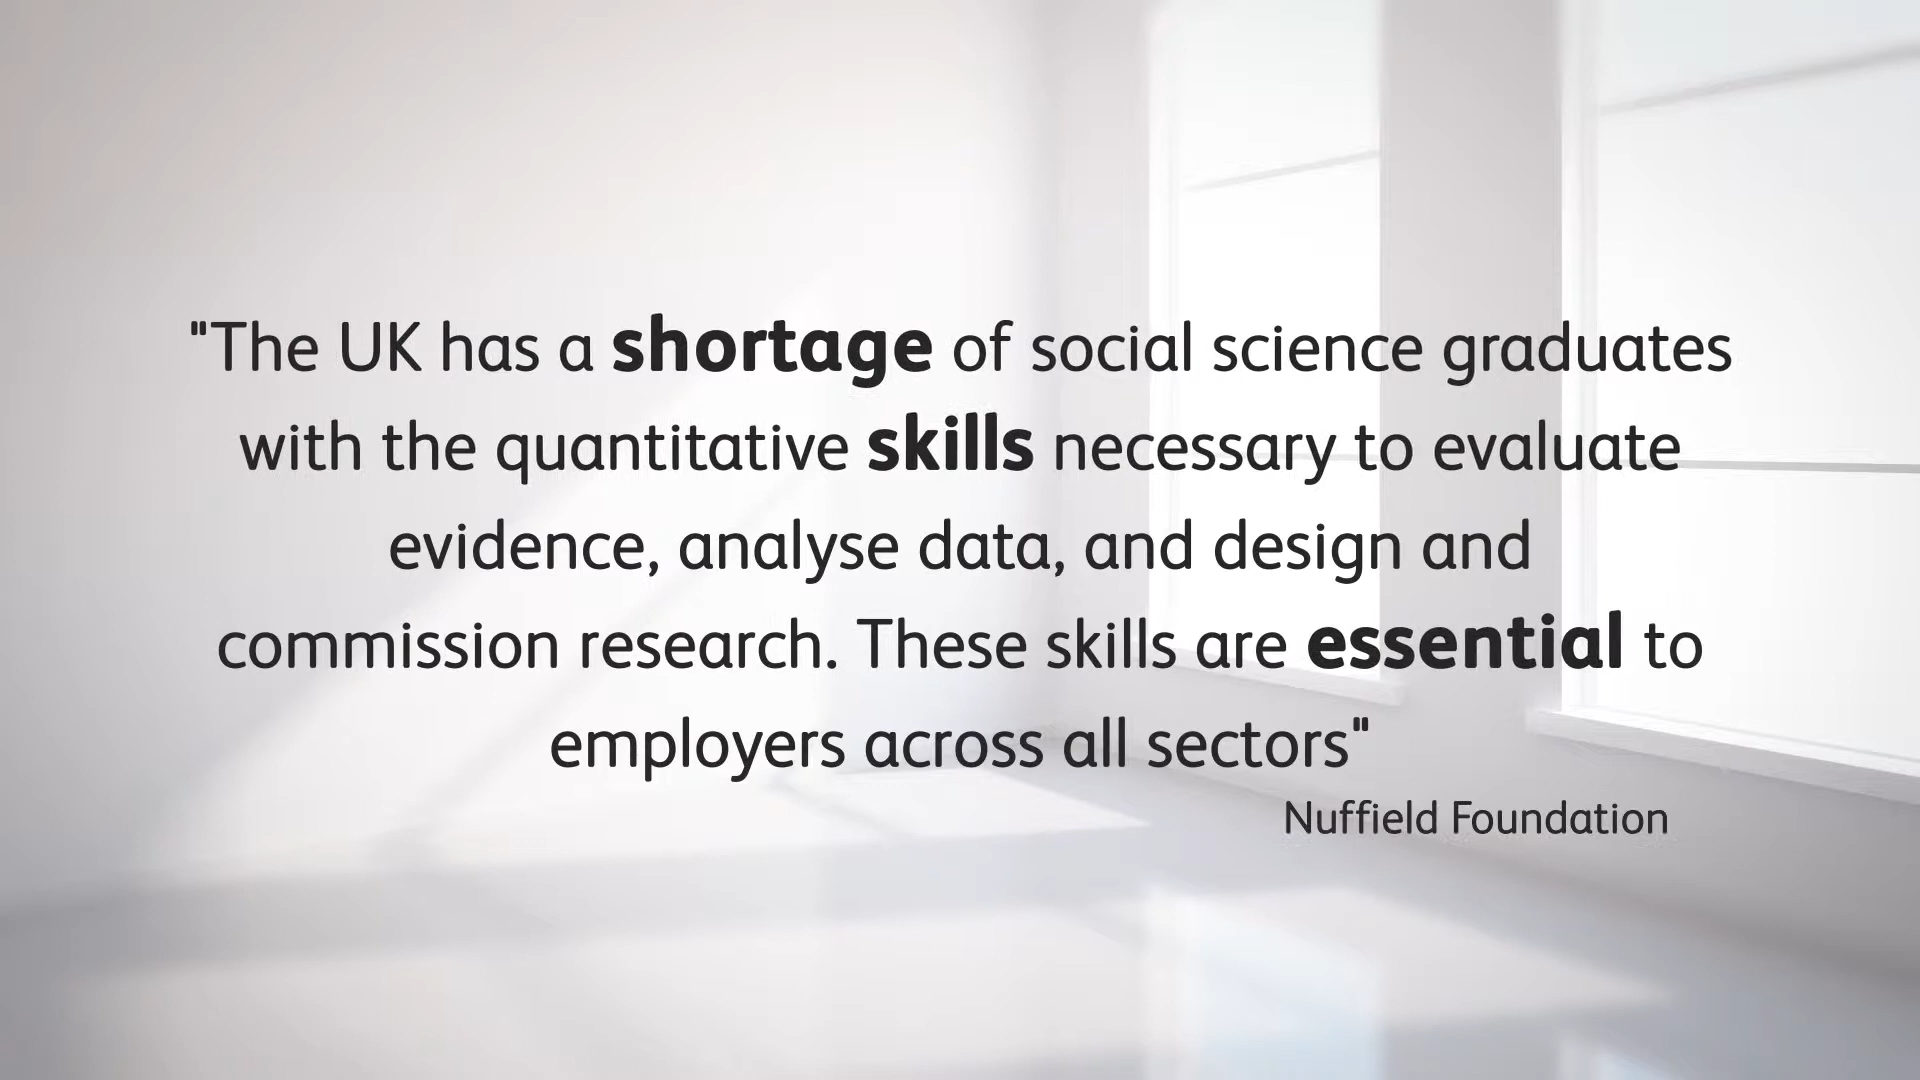 "The UK has a shortage of social science graduates
with the quantitative skills necessary to evaluate
evidence, analyse data, and design and
commission research. These skills are essential to
employers across all sectors"
Nuffield Foundation